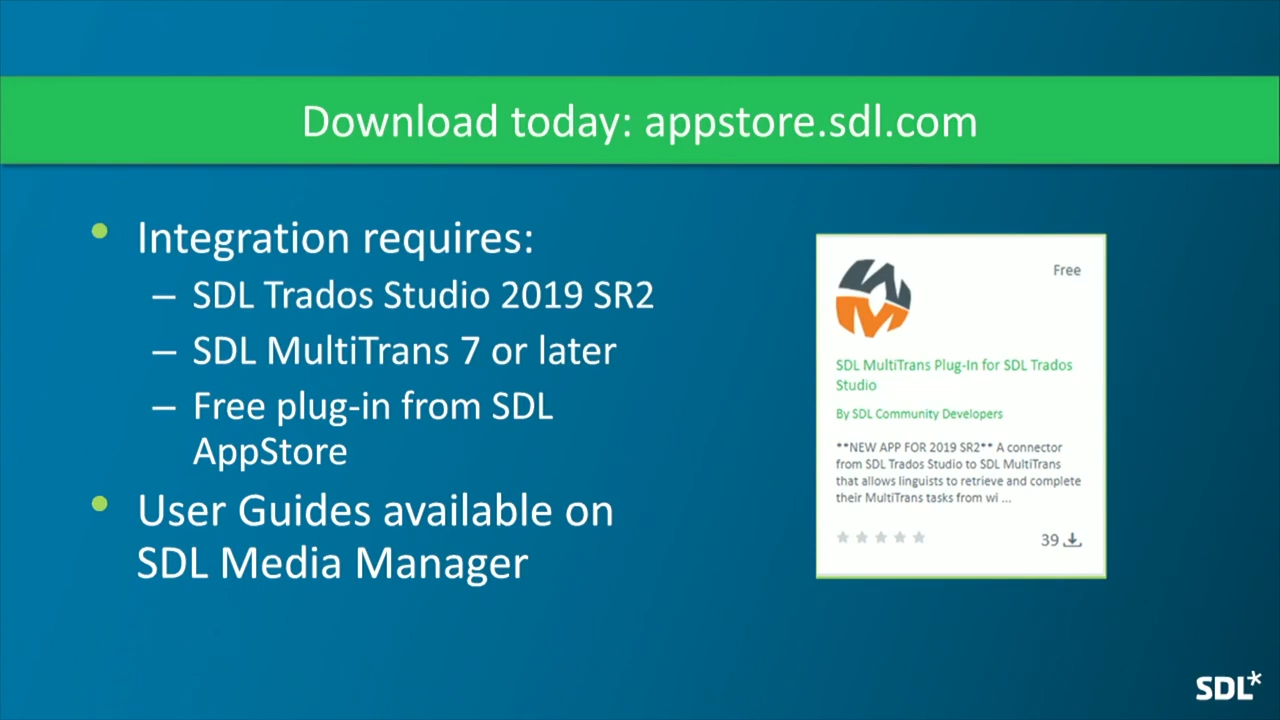 Download today: appstore.sdl.com
• Integration requires:
– SDL Trados Studio 2019 SR2
– SDL MultiTrans 7 or later
– Free plug-in from SDL
AppStore
• User Guides available on
SDL Media Manager
Free
SDL MultiTrans Plug-In for SDL Trados
Studio
By SDL Community Developers
**NEW APP FOR 2019 SR2** A connector
from SDL Trados Studio to SDL MultiTrans
that allows linguists to retrieve and complete
their MultiTrans tasks from wi ...
39
SDL*